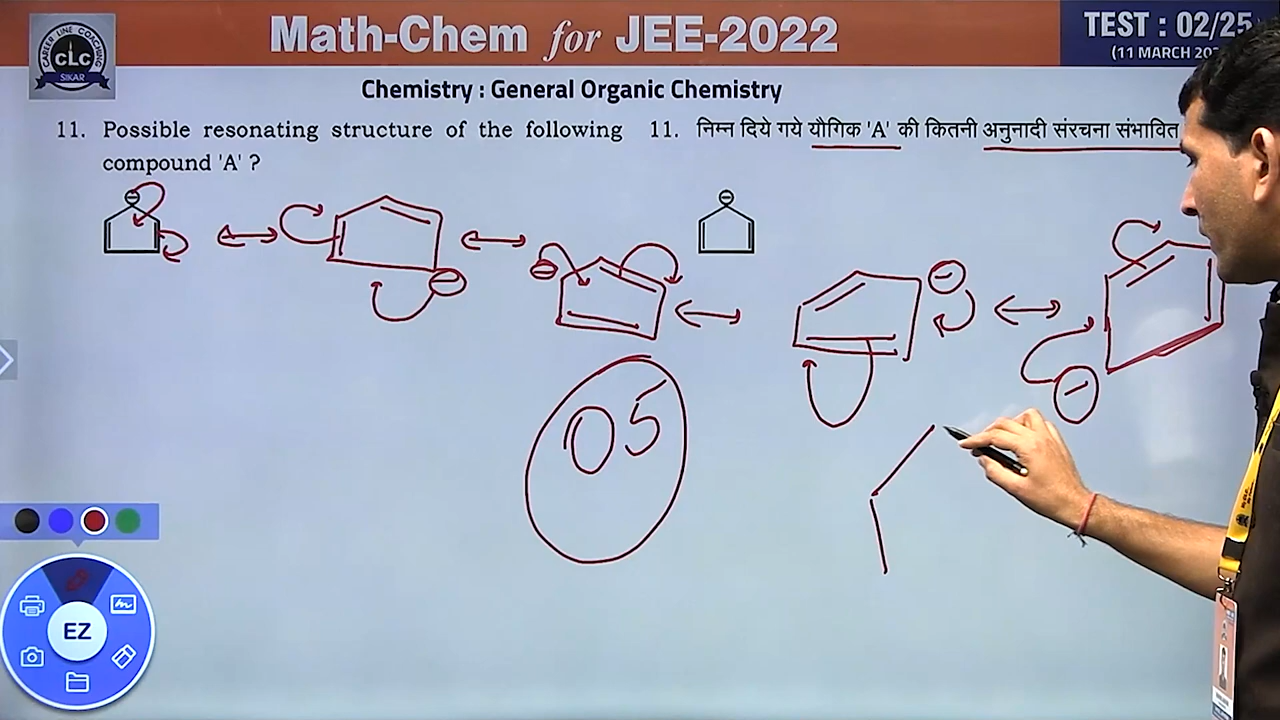 CAREER LINE COACHING
CLC
SIKAR
Math-Chem for JEE-2022
TEST : 02/25
(11 MARCH
Chemistry : General Organic Chemistry
11. Possible resonating structure of the following
compound 'A' ?
11. निम्न दिये गये यौगिक 'A' की कितनी अनुनादी संरचना संभावित
05
EZ